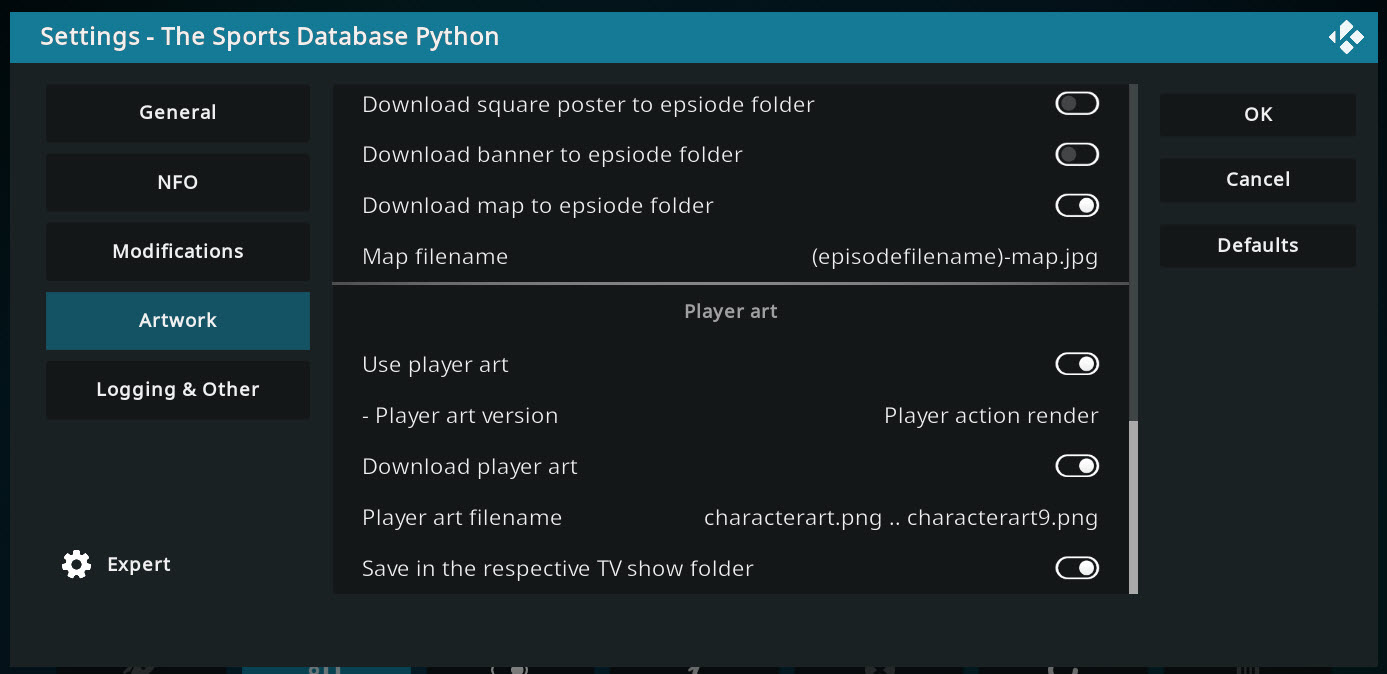 Settings - The Sports Database Python
General
NFO
Modifications
Artwork
Logging & Other
Expert
Download square poster to epsiode folder
Download banner to epsiode folder
Download map to epsiode folder
Map filename (episodefilename)-map.jpg
Player art
Use player art
- Player art version Player action render
Download player art
Player art filename characterart.png .. characterart9.png
Save in the respective TV show folder
OK
Cancel
Defaults